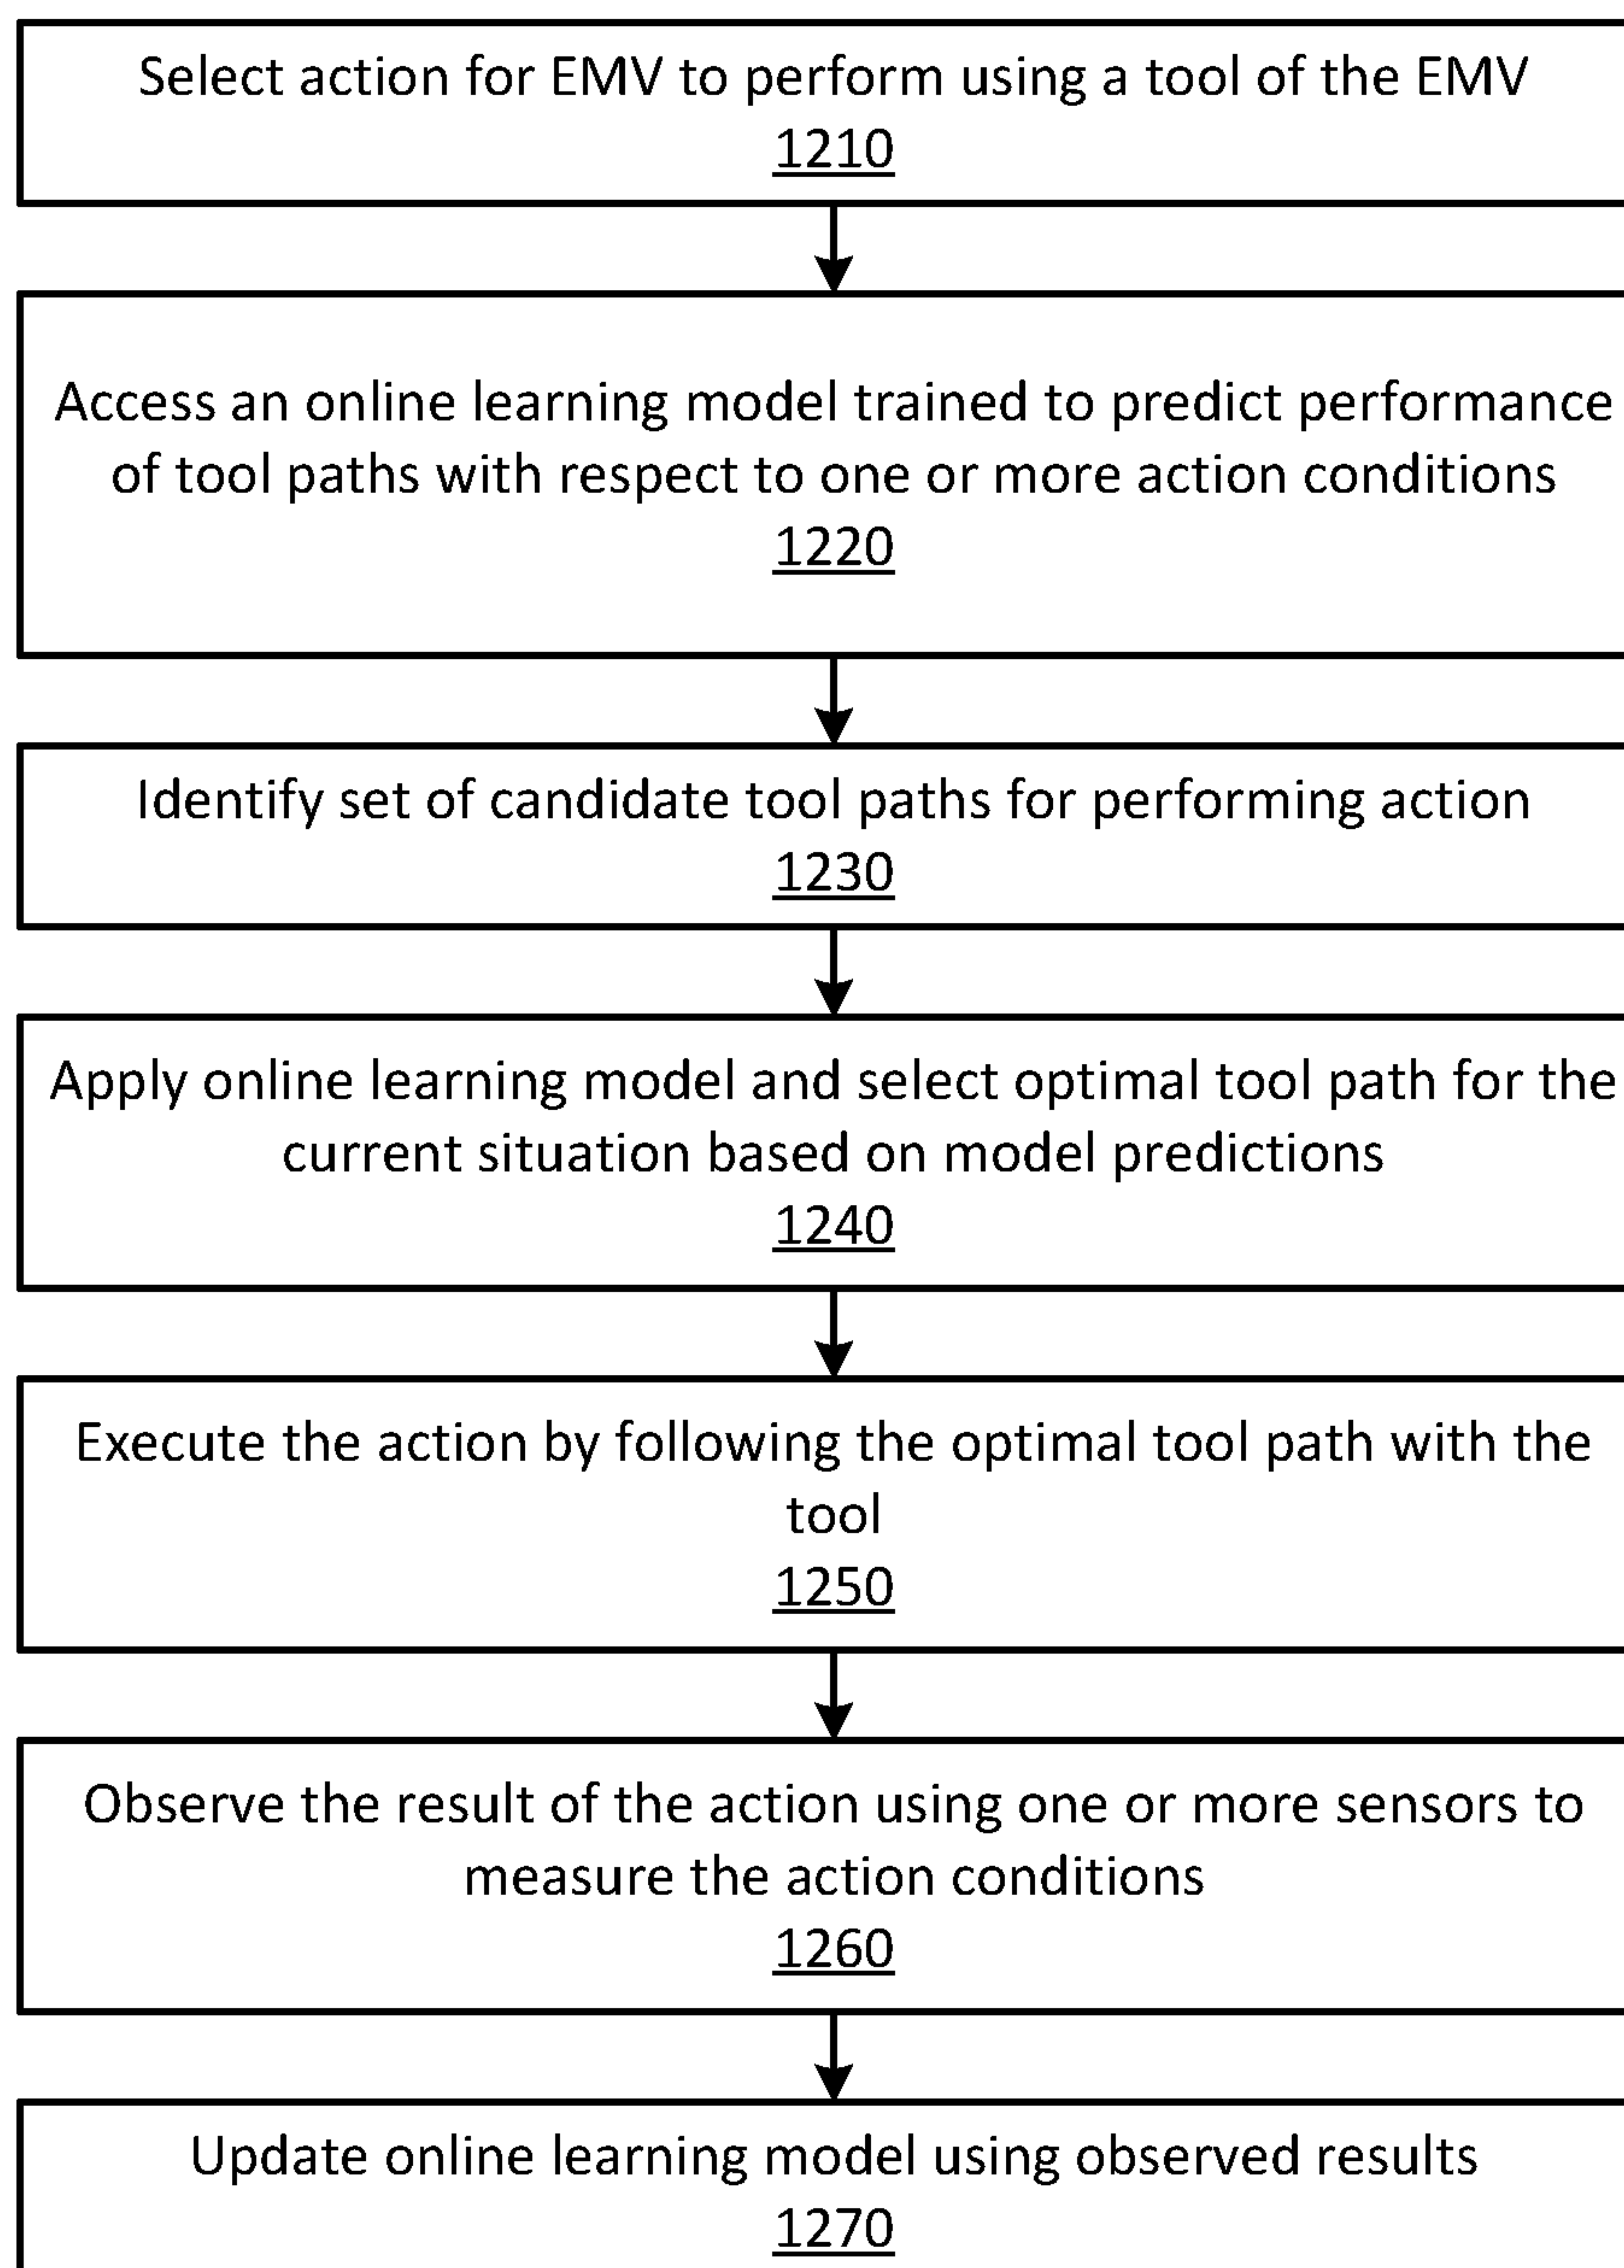 Select action for EMV to perform using a tool of the EMV
1210
Access an online learning model trained to predict performance
of tool paths with respect to one or more action conditions
1220
Identify set of candidate tool paths for performing action
1230
Apply online learning model and select optimal tool path for the
current situation based on model predictions
1240
Execute the action by following the optimal tool path with the
tool
1250
Observe the result of the action using one or more sensors to
measure the action conditions
1260
Update online learning model using observed results
1270